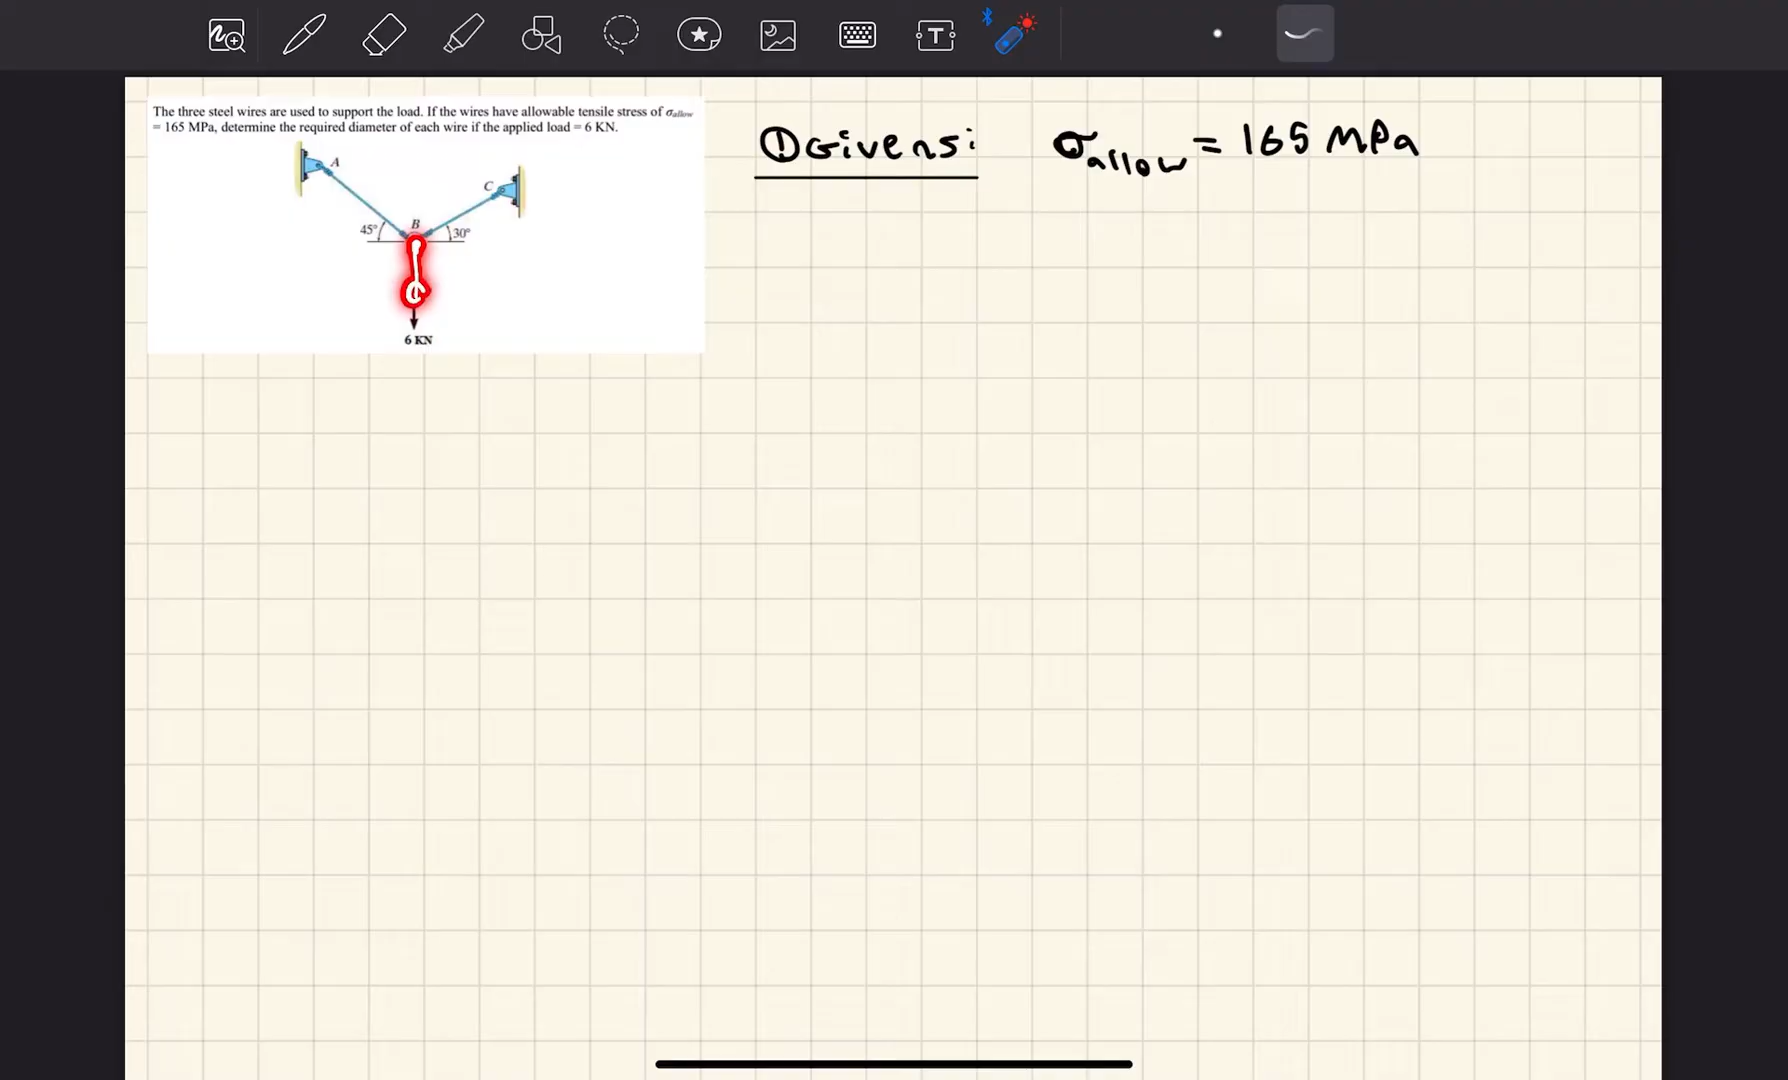 The three steel wires are used to support the load. If the wires have allowable tensile stress of σallow
= 165 MPa, determine the required diameter of each wire if the applied load = 6 KN.
① Givens: σallow = 165 MPa
A
C
B
45°
30°
6 KN
T